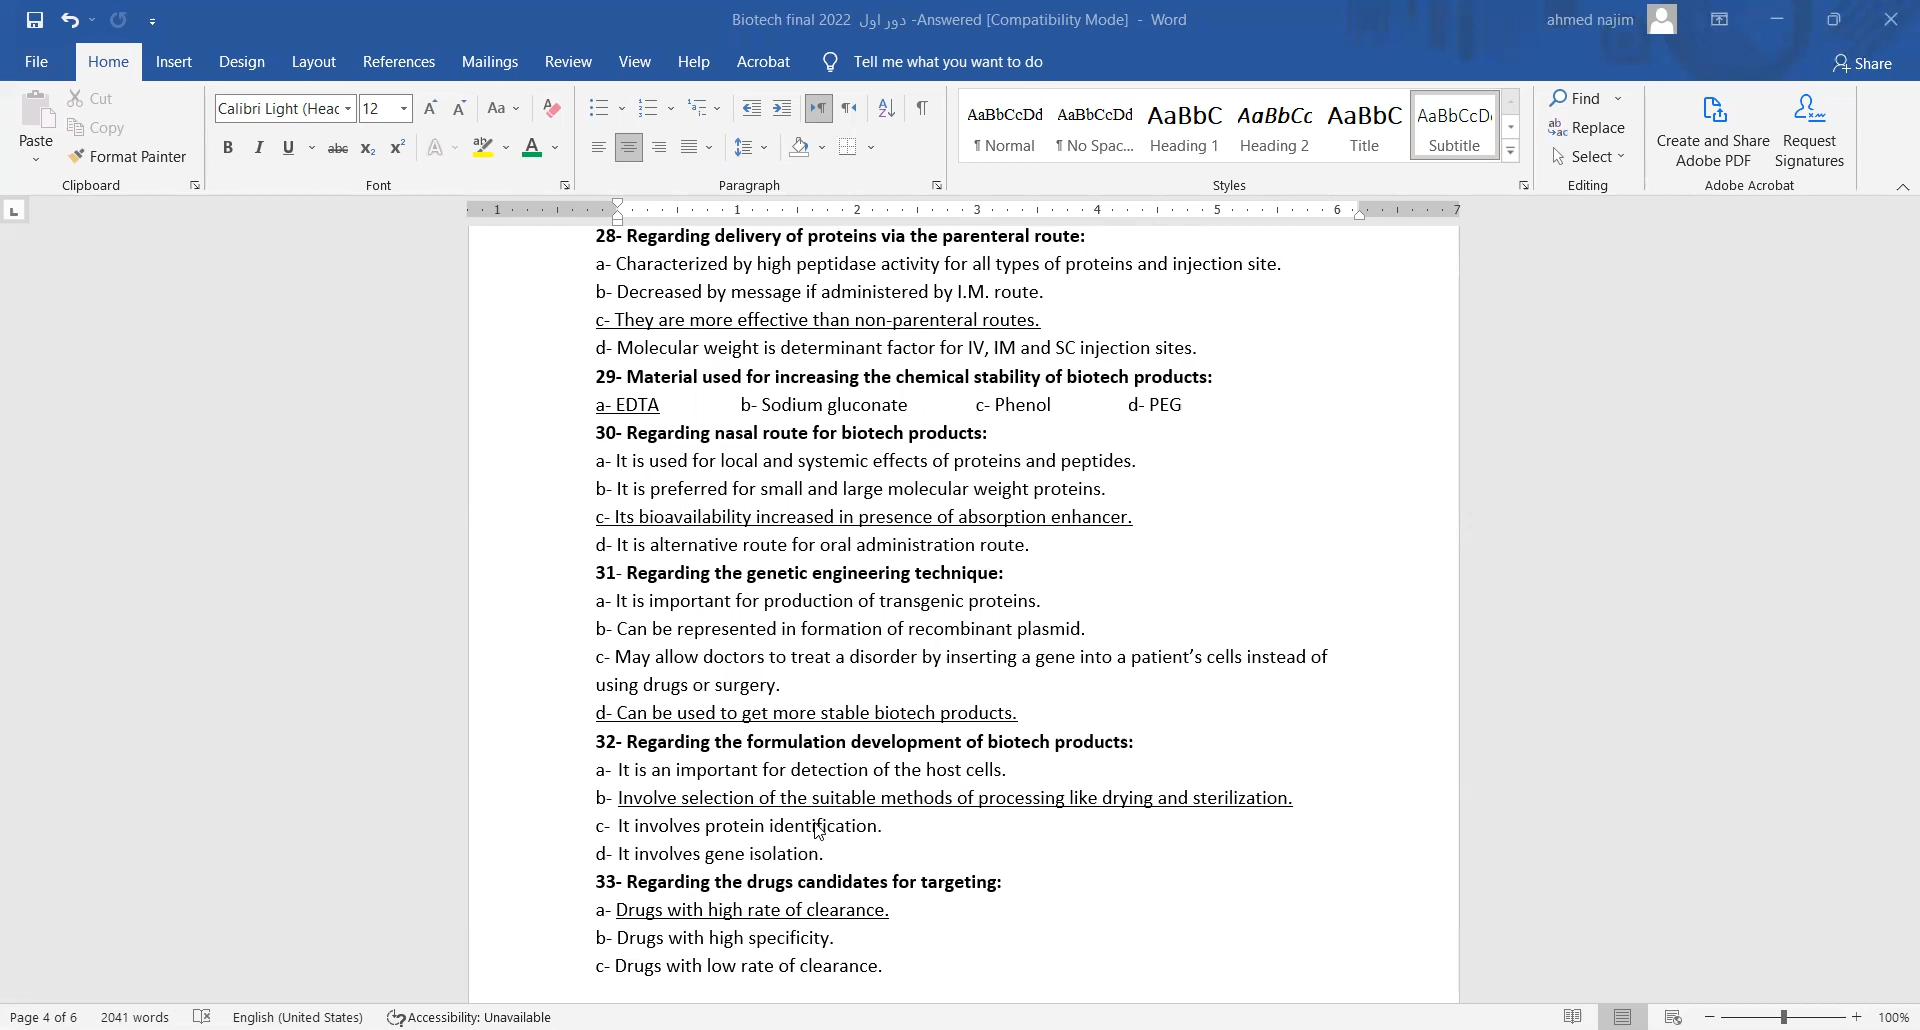 Biotech final 2022 دور اول -Answered [Compatibility Mode] - Word
ahmed najim
File Home Insert Design Layout References Mailings Review View Help Acrobat Tell me what you want to do
Share
Paste
Cut
Copy
Format Painter
Clipboard
Calibri Light (Head 12
Aa
B I U abc x₂ x²
A
Font
Paragraph
AaBbCcDd AaBbCcDd AaBbC AaBbCc AaBbC AaBbCcD
¶ Normal ¶ No Spac... Heading 1 Heading 2 Title Subtitle
Styles
Find
Replace
Select
Editing
Create and Share Adobe PDF
Request Signatures
Adobe Acrobat
1 1 2 3 4 5 6 7
28- Regarding delivery of proteins via the parenteral route:
a- Characterized by high peptidase activity for all types of proteins and injection site.
b- Decreased by message if administered by I.M. route.
c- They are more effective than non-parenteral routes.
d- Molecular weight is determinant factor for IV, IM and SC injection sites.
29- Material used for increasing the chemical stability of biotech products:
a- EDTA b- Sodium gluconate c- Phenol d- PEG
30- Regarding nasal route for biotech products:
a- It is used for local and systemic effects of proteins and peptides.
b- It is preferred for small and large molecular weight proteins.
c- Its bioavailability increased in presence of absorption enhancer.
d- It is alternative route for oral administration route.
31- Regarding the genetic engineering technique:
a- It is important for production of transgenic proteins.
b- Can be represented in formation of recombinant plasmid.
c- May allow doctors to treat a disorder by inserting a gene into a patient’s cells instead of
using drugs or surgery.
d- Can be used to get more stable biotech products.
32- Regarding the formulation development of biotech products:
a- It is an important for detection of the host cells.
b- Involve selection of the suitable methods of processing like drying and sterilization.
c- It involves protein identification.
d- It involves gene isolation.
33- Regarding the drugs candidates for targeting:
a- Drugs with high rate of clearance.
b- Drugs with high specificity.
c- Drugs with low rate of clearance.
Page 4 of 6 2041 words English (United States) Accessibility: Unavailable 100%